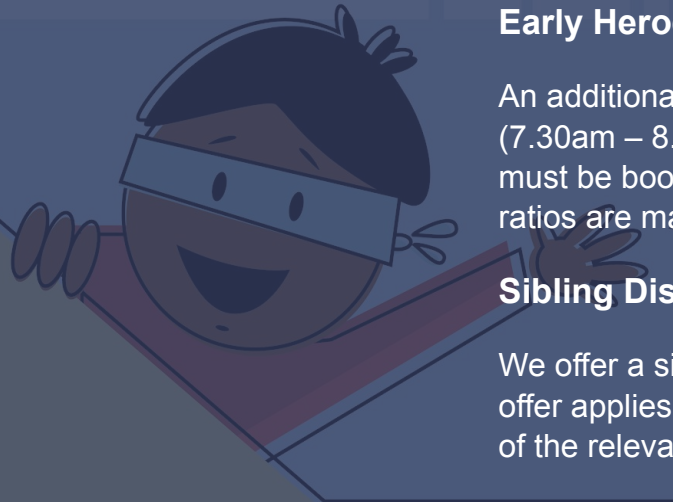 Early Hero
An additiona
(7.30am – 8.
must be boo
ratios are ma
Sibling Dis
We offer a si
offer applies
of the releva